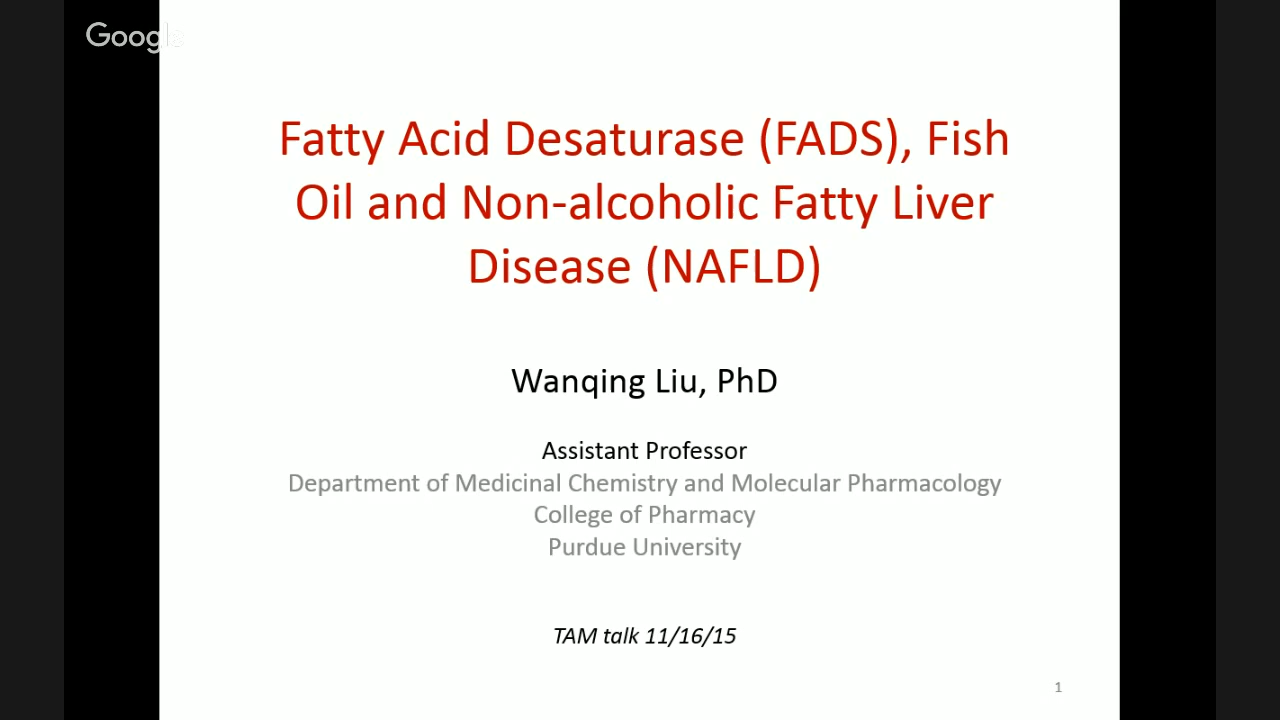 Google
Fatty Acid Desaturase (FADS), Fish
Oil and Non-alcoholic Fatty Liver
Disease (NAFLD)
Wanqing Liu, PhD
Assistant Professor
Department of Medicinal Chemistry and Molecular Pharmacology
College of Pharmacy
Purdue University
TAM talk 11/16/15
1